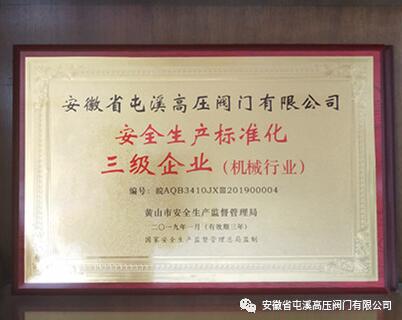 安徽省屯溪高压阀门有限公司
安全生产标准化
三级企业(机械行业)
编号:皖AQB3410JXⅢ201900004
黄山市安全生产监督管理局
二〇一九年一月(有效期三年)
国家安全生产监督管理总局监制
安徽省屯溪高压阀门有限公司